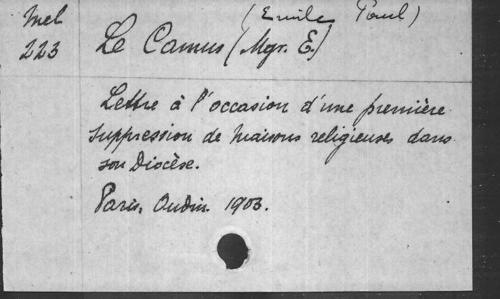 Mel (Emile Paul)
223 Le Camus (Mgr. E.)
Lettre à l'occasion d'une première
suppression de maisons religieuses dans
son Diocèse.
Paris, Oudin. 1903.